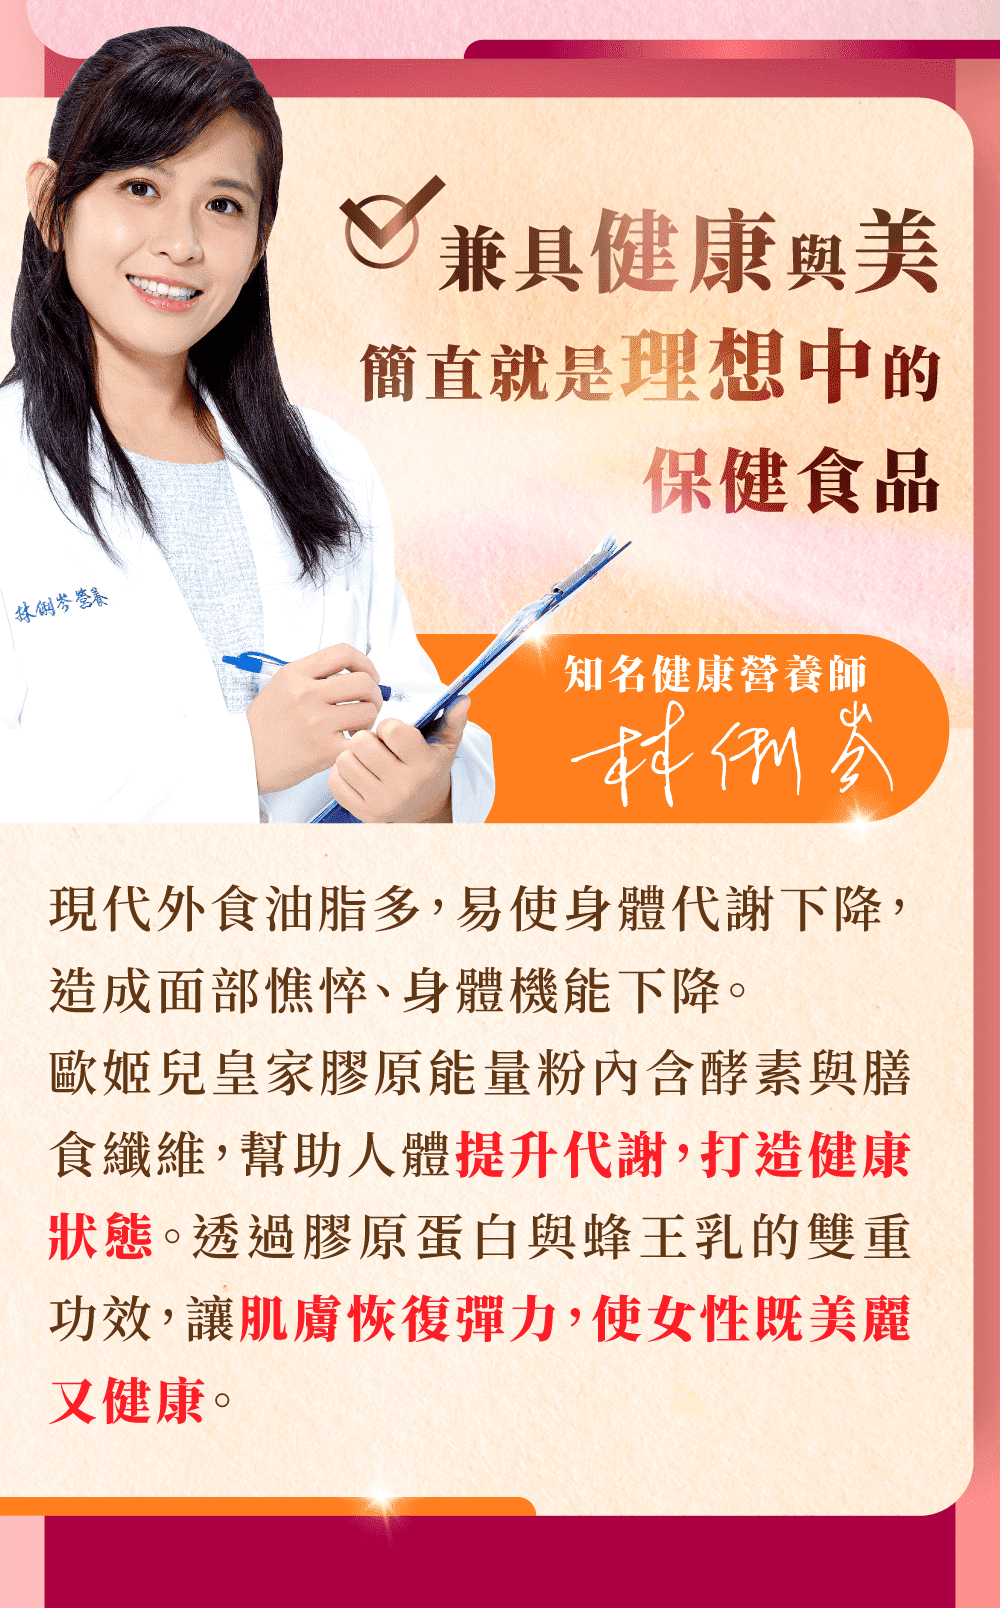 兼具健康與美
簡直就是理想中的
保健食品
林俐岑營養
知名健康營養師
林俐岑
現代外食油脂多，易使身體代謝下降，
造成面部憔悴、身體機能下降。
歐姬兒皇家膠原能量粉內含酵素與膳
食纖維，幫助人體提升代謝，打造健康
狀態。透過膠原蛋白與蜂王乳的雙重
功效，讓肌膚恢復彈力，使女性既美麗
又健康。